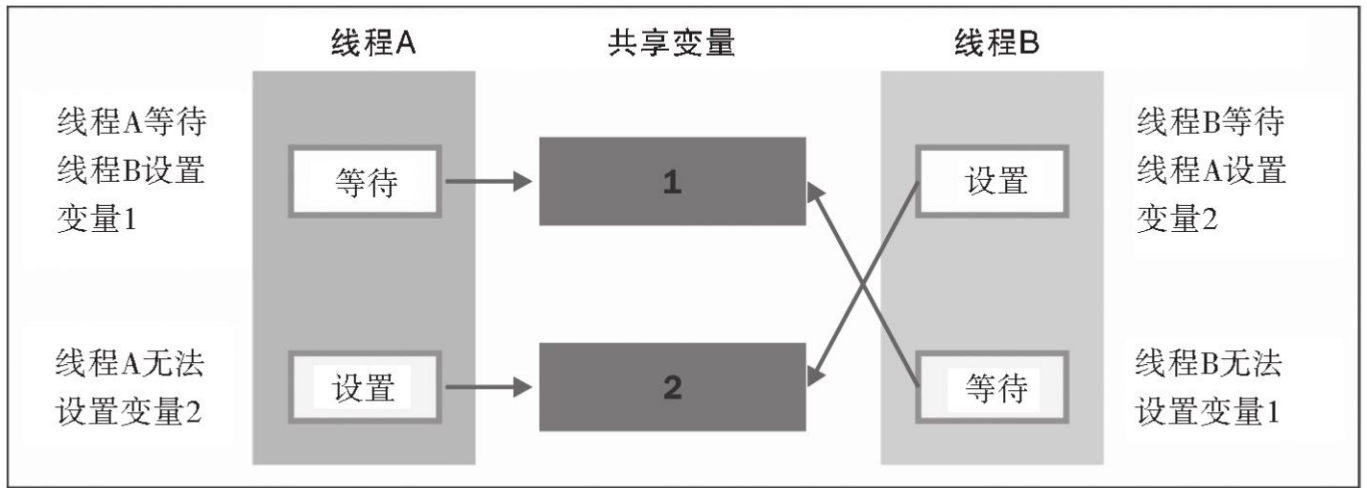 线程A
共享变量
线程B
线程A等待
线程B设置
变量1
等待
1
设置
线程B等待
线程A设置
变量2
线程A无法
设置变量2
设置
2
等待
线程B无法
设置变量1